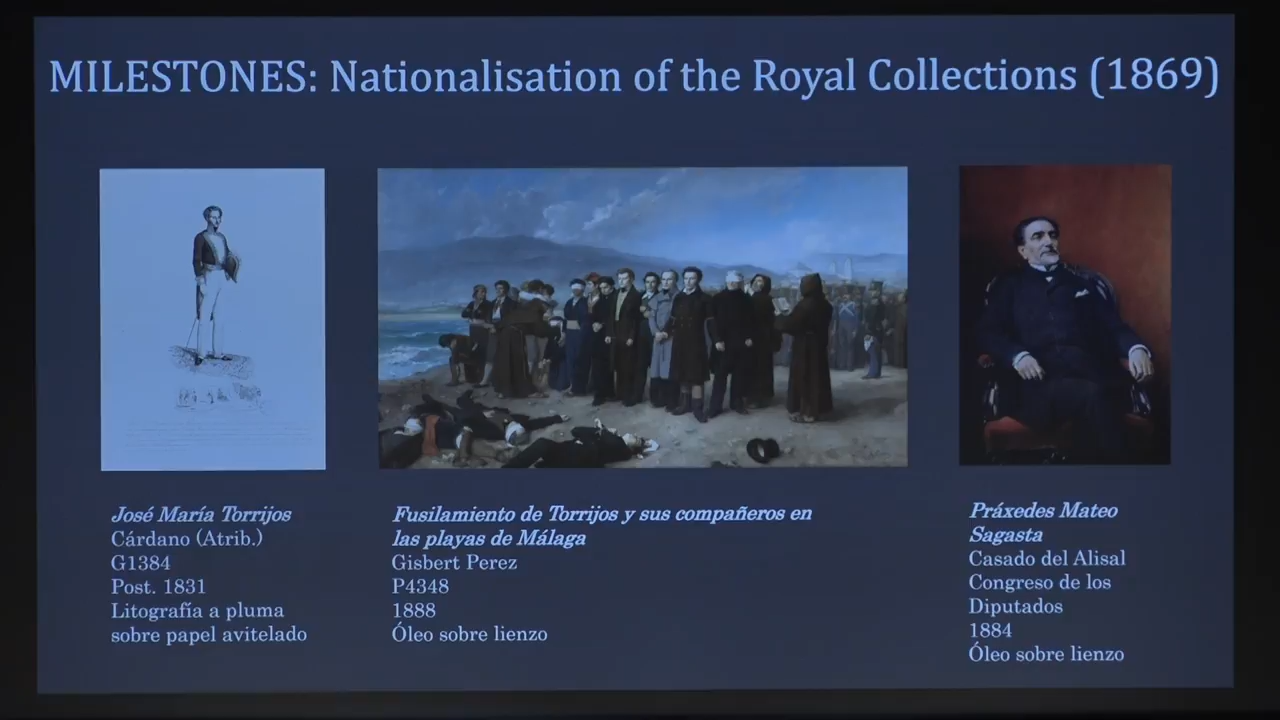 MILESTONES: Nationalisation of the Royal Collections (1869)
José María Torrijos
Cárdano (Atrib.)
G1384
Post. 1831
Litografía a pluma
sobre papel avitelado
Fusilamiento de Torrijos y sus compañeros en
las playas de Málaga
Gisbert Perez
P4348
1888
Óleo sobre lienzo
Práxedes Mateo
Sagasta
Casado del Alisal
Congreso de los
Diputados
1884
Óleo sobre lienzo